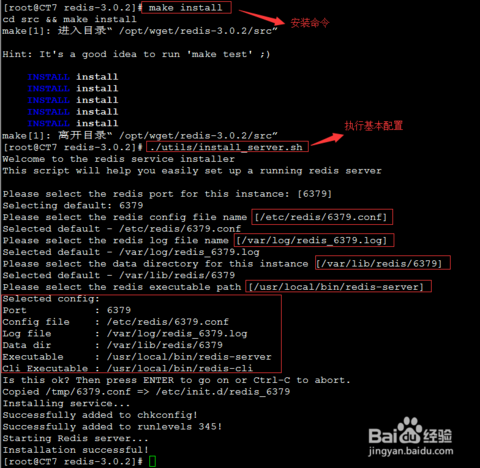 [root@CT7 redis-3.0.2]# make install
安装命令
cd src && make install
make[1]: 进入目录“/opt/wget/redis-3.0.2/src”
Hint: It's a good idea to run 'make test' ;)
INSTALL install
INSTALL install
INSTALL install
INSTALL install
INSTALL install
make[1]: 离开目录“/opt/wget/redis-3.0.2/src”
执行基本配置
[root@CT7 redis-3.0.2]# ./utils/install_server.sh
Welcome to the redis service installer
This script will help you easily set up a running redis server
Please select the redis port for this instance: [6379]
Selecting default: 6379
Please select the redis config file name [/etc/redis/6379.conf]
Selected default - /etc/redis/6379.conf
Please select the redis log file name [/var/log/redis_6379.log]
Selected default - /var/log/redis_6379.log
Please select the data directory for this instance [/var/lib/redis/6379]
Selected default - /var/lib/redis/6379
Please select the redis executable path [/usr/local/bin/redis-server]
Selected config:
Port : 6379
Config file : /etc/redis/6379.conf
Log file : /var/log/redis_6379.log
Data dir : /var/lib/redis/6379
Executable : /usr/local/bin/redis-server
Cli Executable : /usr/local/bin/redis-cli
Is this ok? Then press ENTER to go on or Ctrl-C to abort.
Copied /tmp/6379.conf => /etc/init.d/redis_6379
Installing service...
Successfully added to chkconfig!
Successfully added to runlevels 345!
Starting Redis server...
Installation successful!
[root@CT7 redis-3.0.2]#
Baidu 经验
jingyan.baidu.com